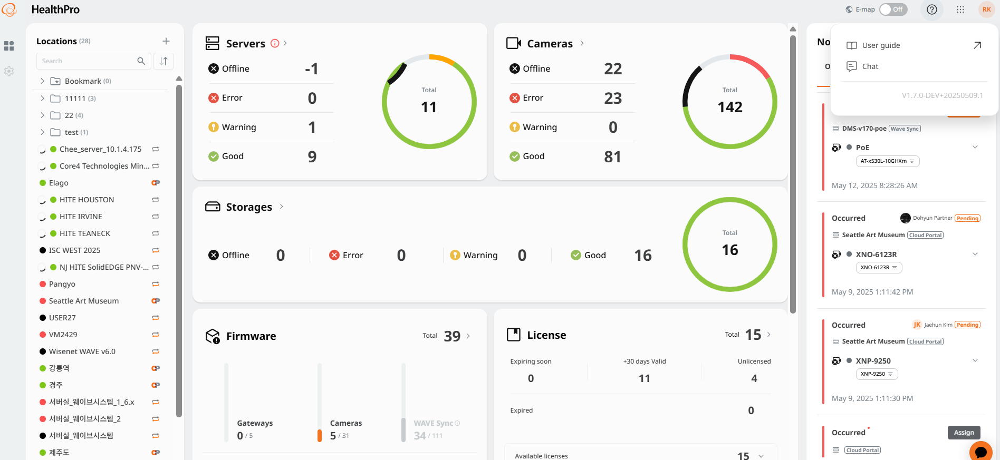 HealthPro
E-map Off
RK
Locations (28)
Search
Bookmark (0)
11111 (3)
22 (4)
test (1)
Chee_server_10.1.4.175
Core4 Technologies Min...
Elago
HITE HOUSTON
HITE IRVINE
HITE TEANECK
ISC WEST 2025
NJ HITE SolidEDGE PNV-...
Pangyo
Seattle Art Museum
USER27
VM2429
Wisenet WAVE v6.0
강릉역
경주
서버실_웨이브시스템_1_6.x
서버실_웨이브시스템_2
서버실_웨이브시스템
제주도
Servers
Offline -1
Error 0
Warning 1
Good 9
Total
11
Cameras
Offline 22
Error 23
Warning 0
Good 81
Total
142
Storages
Offline 0
Error 0
Warning 0
Good 16
Total
16
Firmware
Total 39
Gateways
0 / 5
Cameras
5 / 31
WAVE Sync
34 / 111
License
Total 15
Expiring soon
0
+30 days Valid
11
Unlicensed
4
Expired 0
Available licenses 15
No
O
User guide
Chat
V1.7.0-DEV+20250509.1
DMS-v170-poe Wave Sync
PoE
AT-x530L-10GHXm
May 12, 2025 8:28:26 AM
Occurred Dohyun Partner Pending
Seattle Art Museum Cloud Portal
XNO-6123R
XNO-6123R
May 9, 2025 1:11:42 PM
Occurred JK Jaehun Kim Pending
Seattle Art Museum Cloud Portal
XNP-9250
XNP-9250
May 9, 2025 1:11:30 PM
Occurred Assign
Cloud Portal